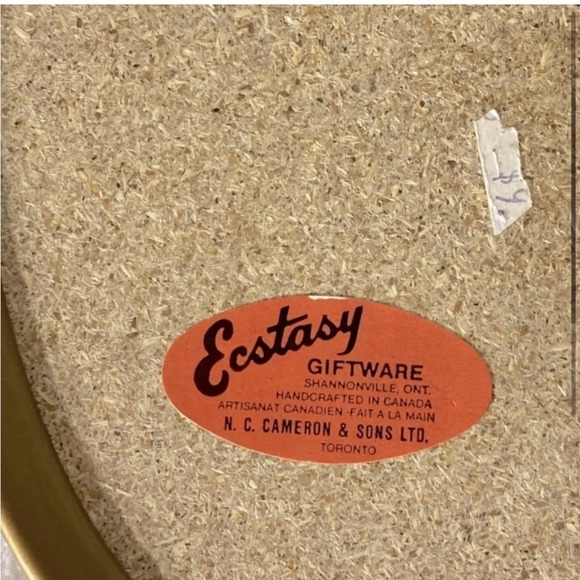 Ecstasy
GIFTWARE
SHANNONVILLE, ONT.
HANDCRAFTED IN CANADA
ARTISANAT CANADIEN - FAIT A LA MAIN
N. C. CAMERON & SONS LTD.
TORONTO